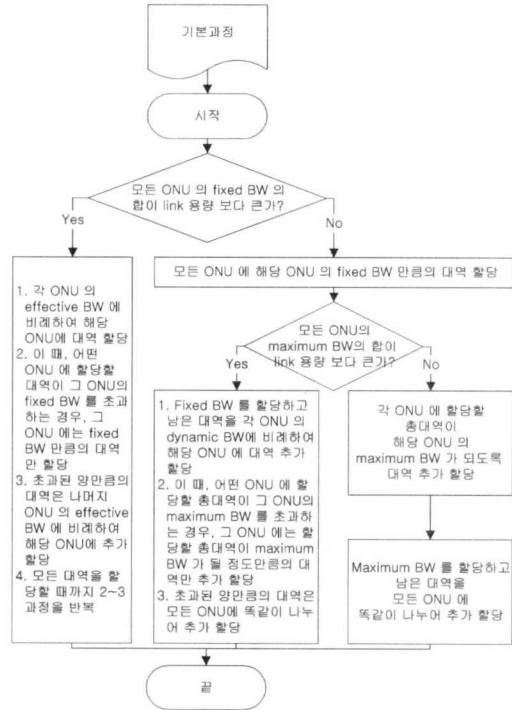 기본과정
시작
모든 ONU 의 fixed BW 의
합이 link 용량 보다 큰가?
Yes
No
1. 각 ONU 의
effective BW 에
비례하여 해당
ONU에 대역 할당
2. 이 때, 어떤
ONU 에 할당할
대역이 그 ONU의
fixed BW 를 초과
하는 경우, 그
ONU 에는 fixed
BW 만큼의 대역
만 할당
3. 초과된 양만큼의
대역은 나머지
ONU 의 effective
BW 에 비례하여
해당 ONU에 추가
할당
4. 모든 대역을 할
당할 때까지 2~3
과정을 반복
모든 ONU 에 해당 ONU 의 fixed BW 만큼의 대역 할당
모든 ONU의
maximum BW의 합이
link 용량 보다 큰가?
Yes
No
1. Fixed BW 를 할당하고
남은 대역을 각 ONU 의
dynamic BW에 비례하여
해당 ONU 에 대역 추가
할당
2. 이 때, 어떤 ONU 에 할
당할 총대역이 그 ONU의
maximum BW 를 초과하
는 경우, 그 ONU 에는 할
당할 총대역이 maximum
BW 가 될 정도만큼의 대
역만 추가 할당
3. 초과된 양만큼의 대역은
모든 ONU에 똑같이 나누
어 추가 할당
각 ONU 에 할당할
총대역이
해당 ONU 의
maximum BW 가 되도록
대역 추가 할당
Maximum BW 를 할당하고
남은 대역을
모든 ONU 에
똑같이 나누어 추가 할당
끝